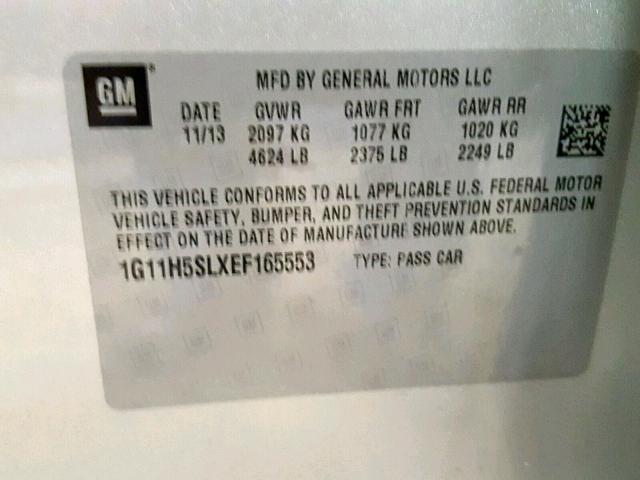 GM
MFD BY GENERAL MOTORS LLC
DATE GVWR GAWR FRT GAWR RR
11/13 2097 KG 1077 KG 1020 KG
4624 LB 2375 LB 2249 LB
THIS VEHICLE CONFORMS TO ALL APPLICABLE U.S. FEDERAL MOTOR
VEHICLE SAFETY, BUMPER, AND THEFT PREVENTION STANDARDS IN
EFFECT ON THE DATE OF MANUFACTURE SHOWN ABOVE.
1G11H5SLXEF165553 TYPE: PASS CAR